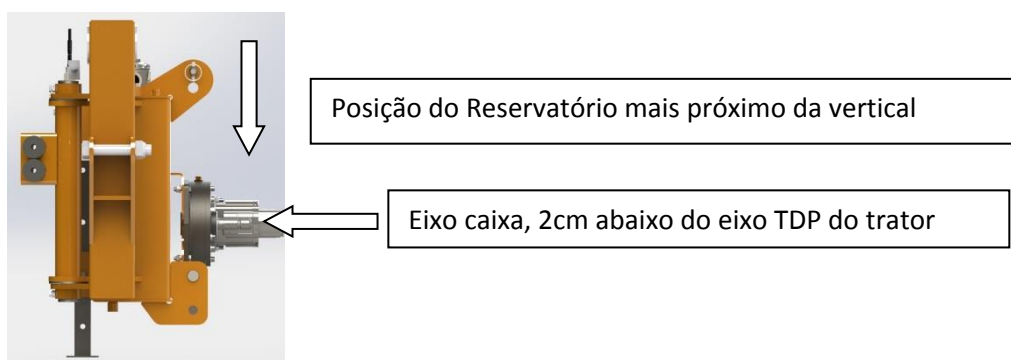 Posição do Reservatório mais próximo da vertical
Eixo caixa, 2cm abaixo do eixo TDP do trator